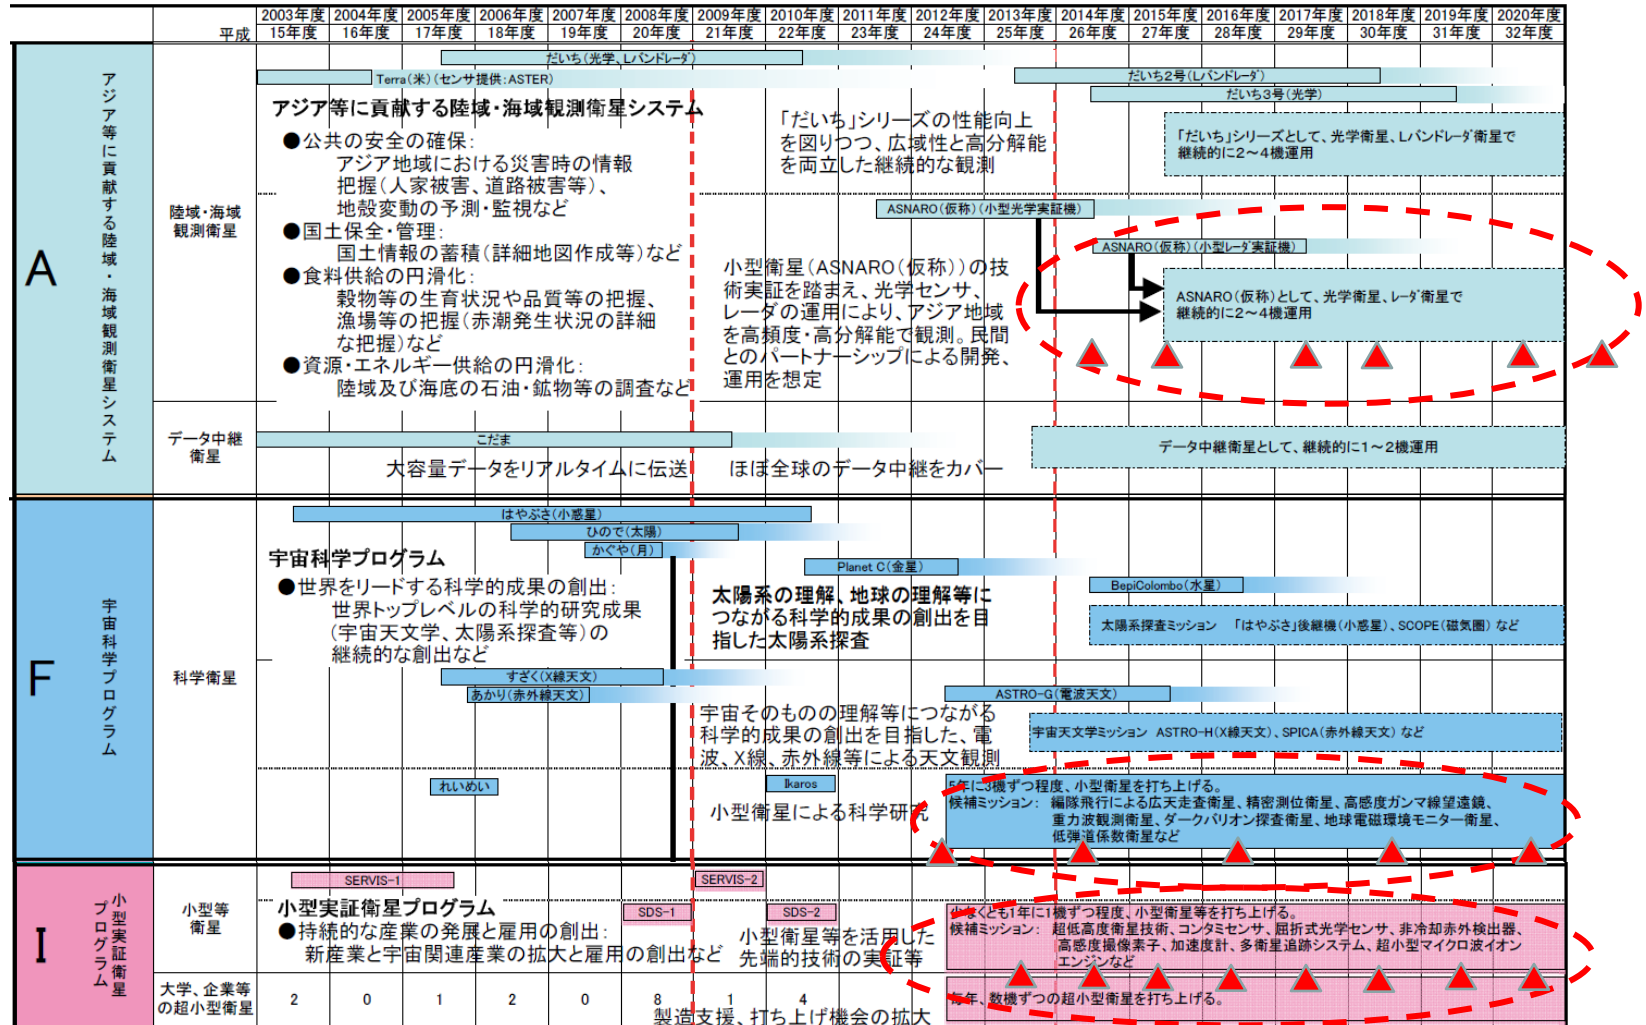 2003年度 2004年度 2005年度 2006年度 2007年度 2008年度 2009年度 2010年度 2011年度 2012年度 2013年度 2014年度 2015年度 2016年度 2017年度 2018年度 2019年度 2020年度
平成 15年度 16年度 17年度 18年度 19年度 20年度 21年度 22年度 23年度 24年度 25年度 26年度 27年度 28年度 29年度 30年度 31年度 32年度
A
アジア等に貢献する陸域・海域観測衛星システム
陸域・海域
観測衛星
だいち(光学、Lバンドレーダ)
Terra(米)(センサ提供:ASTER)
だいち2号(Lバンドレーダ)
だいち3号(光学)
アジア等に貢献する陸域・海域観測衛星システム
●公共の安全の確保:
アジア地域における災害時の情報
把握(人家被害、道路被害等)、
地殻変動の予測・監視など
●国土保全・管理:
国土情報の蓄積(詳細地図作成等)など
●食料供給の円滑化:
穀物等の生育状況や品質等の把握、
漁場等の把握(赤潮発生状況の詳細
な把握)など
●資源・エネルギー供給の円滑化:
陸域及び海底の石油・鉱物等の調査など
「だいち」シリーズの性能向上
を図りつつ、広域性と高分解能
を両立した継続的な観測
「だいち」シリーズとして、光学衛星、Lバンドレーダ衛星で
継続的に2～4機運用
ASNARO(仮称)(小型光学実証機)
ASNARO(仮称)(小型レーダ実証機)
小型衛星(ASNARO(仮称))の技
術実証を踏まえ、光学センサ、
レーダの運用により、アジア地域
を高頻度・高分解能で観測。民間
とのパートナーシップによる開発、
運用を想定
ASNARO(仮称)として、光学衛星、レーダ衛星で
継続的に2～4機運用
データ中継
衛星
こだま
大容量データをリアルタイムに伝送
ほぼ全球のデータ中継をカバー
データ中継衛星として、継続的に1～2機運用
F
宇宙科学プログラム
科学衛星
はやぶさ(小惑星)
ひので(太陽)
かぐや(月)
Planet C(金星)
BepiColombo(水星)
宇宙科学プログラム
●世界をリードする科学的成果の創出:
世界トップレベルの科学的研究成果
(宇宙天文学、太陽系探査等)の
継続的な創出など
太陽系の理解、地球の理解等に
つながる科学的成果の創出を目
指した太陽系探査
太陽系探査ミッション 「はやぶさ」後継機(小惑星)、SCOPE(磁気圏) など
すざく(X線天文)
あかり(赤外線天文)
ASTRO-G(電波天文)
宇宙そのものの理解等につながる
科学的成果の創出を目指した、電
波、X線、赤外線等による天文観測
宇宙天文学ミッション ASTRO-H(X線天文)、SPICA(赤外線天文) など
れいめい
Ikaros
小型衛星による科学研究
5年に3機ずつ程度、小型衛星を打ち上げる。
候補ミッション: 編隊飛行による広天走査衛星、精密測位衛星、高感度ガンマ線望遠鏡、
重力波観測衛星、ダークバリオン探査衛星、地球電磁環境モニター衛星、
低弾道係数衛星など
I
小型実証衛星
プログラム
小型等
衛星
SERVIS-1
SERVIS-2
SDS-1
SDS-2
小型実証衛星プログラム
●持続的な産業の発展と雇用の創出:
新産業と宇宙関連産業の拡大と雇用の創出など
小型衛星等を活用した
先端的技術の実証等
少なくとも1年に1機ずつ程度、小型衛星等を打ち上げる。
候補ミッション: 超低高度衛星技術、コンタミセンサ、屈折式光学センサ、非冷却赤外検出器、
高感度撮像素子、加速度計、多衛星追跡システム、超小型マイクロ波イオン
エンジンなど
大学、企業等
の超小型衛星
2 0 1 2 0 8 1 4
製造支援、打ち上げ機会の拡大
毎年、数機ずつの超小型衛星を打ち上げる。